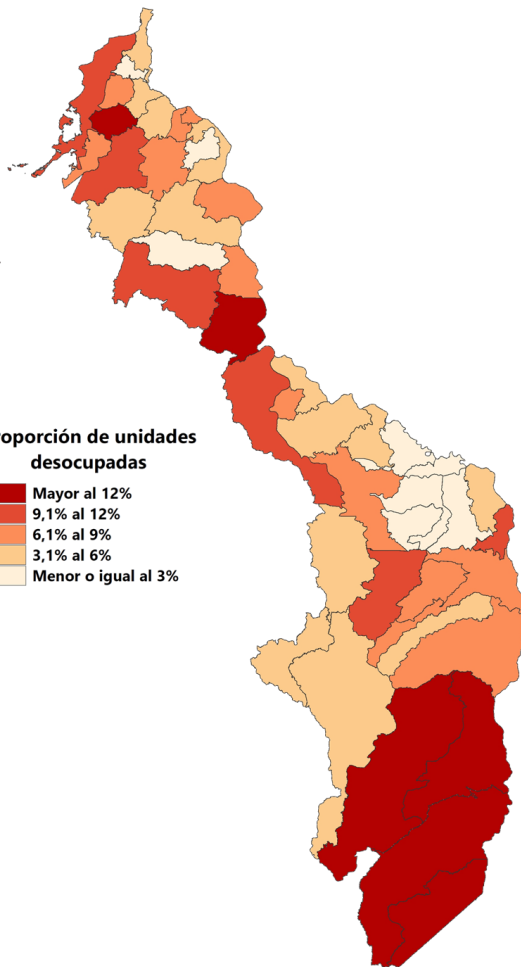 roporción de unidades
desocupadas
Mayor al 12%
9,1% al 12%
6,1% al 9%
3,1% al 6%
Menor o igual al 3%